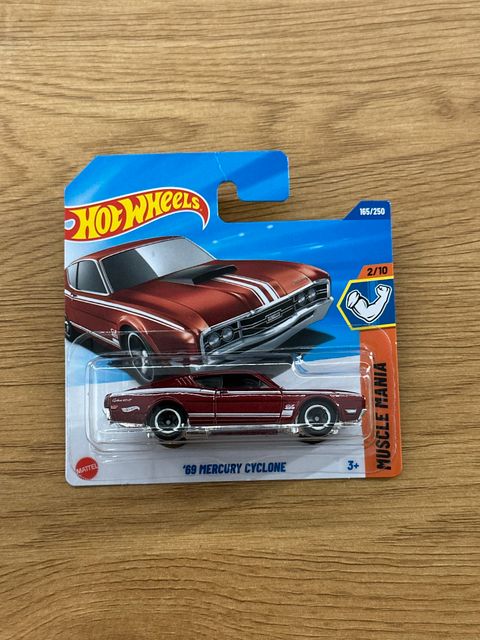 HOT WHEELS
165/250
2/10
MUSCLE MANIA
MATTEL
'69 MERCURY CYCLONE
3+